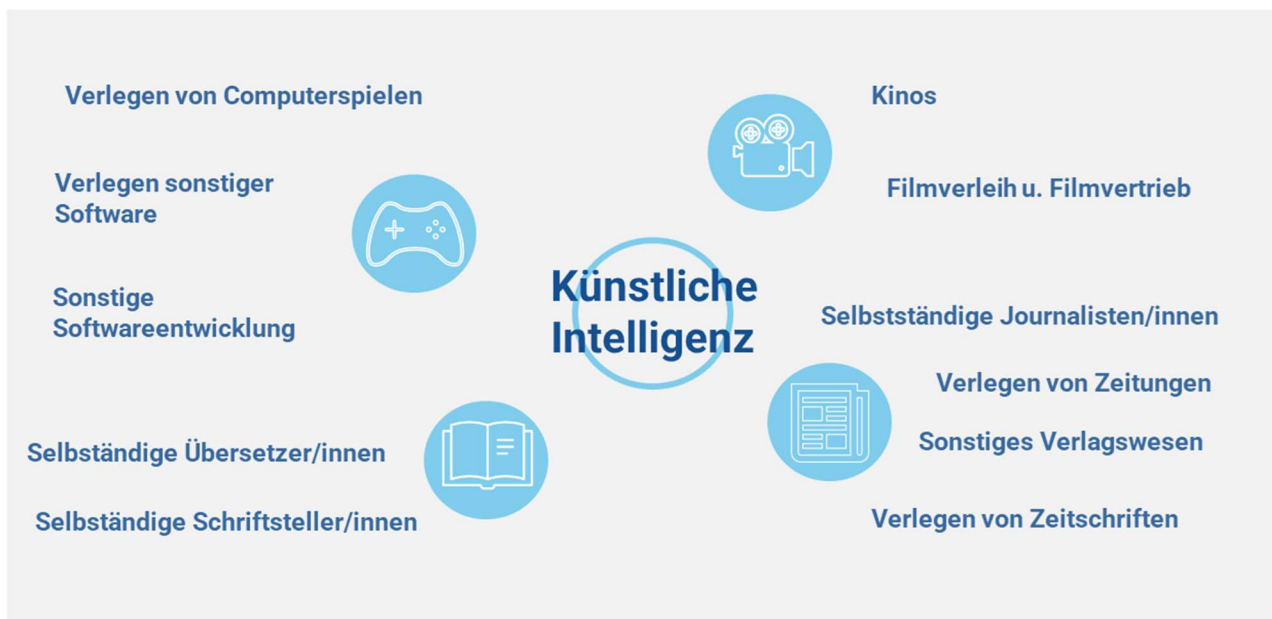 Verlegen von Computerspielen
Verlegen sonstiger
Software
Sonstige
Softwareentwicklung
Selbständige Übersetzer/innen
Selbständige Schriftsteller/innen
Künstliche
Intelligenz
Kinos
Filmverleih u. Filmvertrieb
Selbstständige Journalisten/innen
Verlegen von Zeitungen
Sonstiges Verlagswesen
Verlegen von Zeitschriften